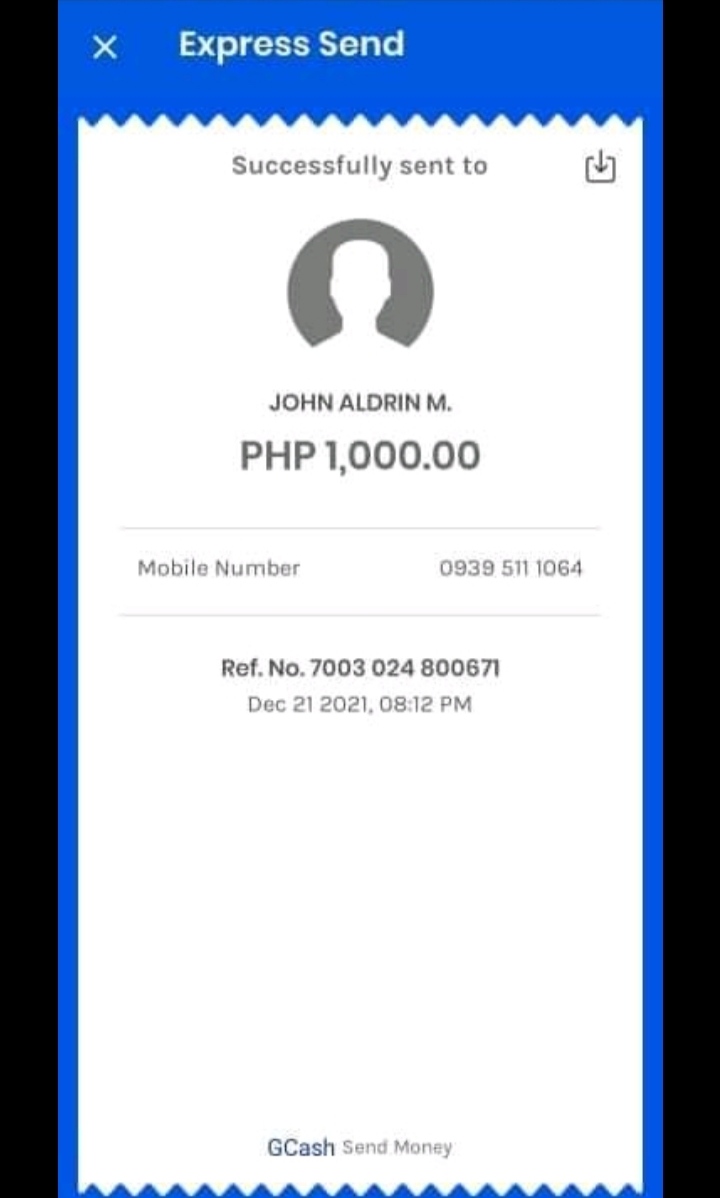 Express Send
Successfully sent to
JOHN ALDRIN M.
PHP 1,000.00
Mobile Number 0939 511 1064
Ref. No. 7003 024 800671
Dec 21 2021, 08:12 PM
GCash Send Money